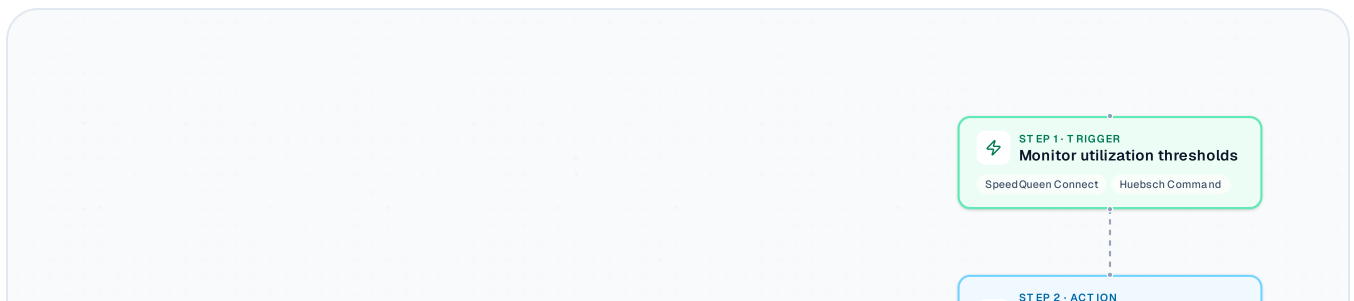 STEP 1 · TRIGGER
Monitor utilization thresholds
SpeedQueen Connect Huebsch Command
STEP 2 · ACTION